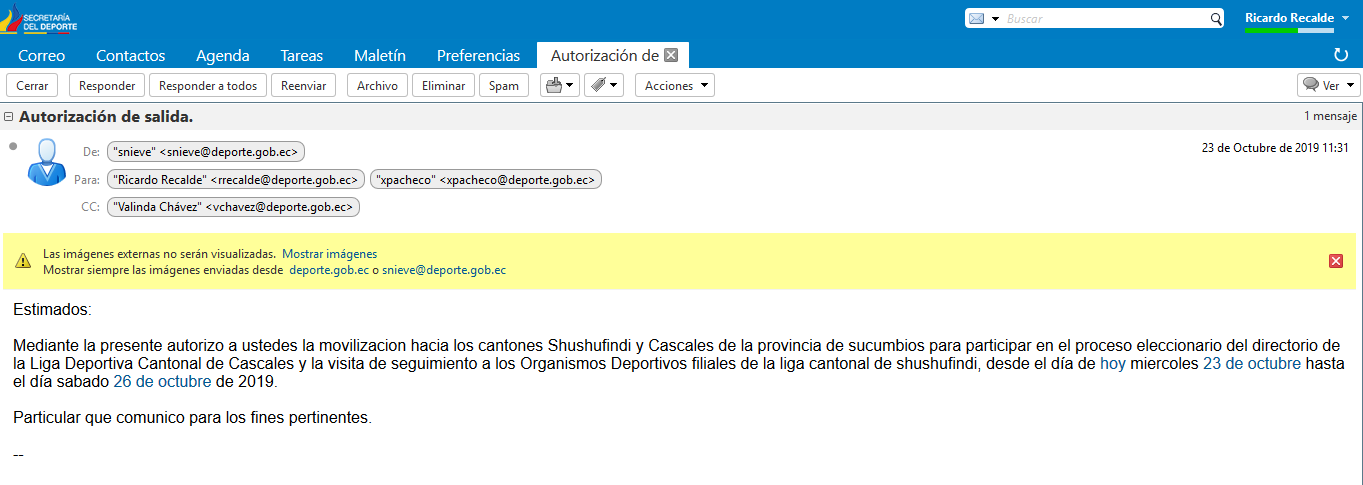 SECRETARÍA
DEL DEPORTE
Buscar
Ricardo Recalde
Correo Contactos Agenda Tareas Maletín Preferencias Autorización de
Cerrar Responder Responder a todos Reenviar Archivo Eliminar Spam Acciones Ver
Autorización de salida. 1 mensaje
De: "snieve" <snieve@deporte.gob.ec> 23 de Octubre de 2019 11:31
Para: "Ricardo Recalde" <rrecalde@deporte.gob.ec> "xpacheco" <xpacheco@deporte.gob.ec>
CC: "Valinda Chávez" <vchavez@deporte.gob.ec>
Las imágenes externas no serán visualizadas. Mostrar imágenes
Mostrar siempre las imágenes enviadas desde deporte.gob.ec o snieve@deporte.gob.ec
Estimados:
Mediante la presente autorizo a ustedes la movilizacion hacia los cantones Shushufindi y Cascales de la provincia de sucumbios para participar en el proceso eleccionario del directorio de
la Liga Deportiva Cantonal de Cascales y la visita de seguimiento a los Organismos Deportivos filiales de la liga cantonal de shushufindi, desde el día de hoy miercoles 23 de octubre hasta
el día sabado 26 de octubre de 2019.
Particular que comunico para los fines pertinentes.
--